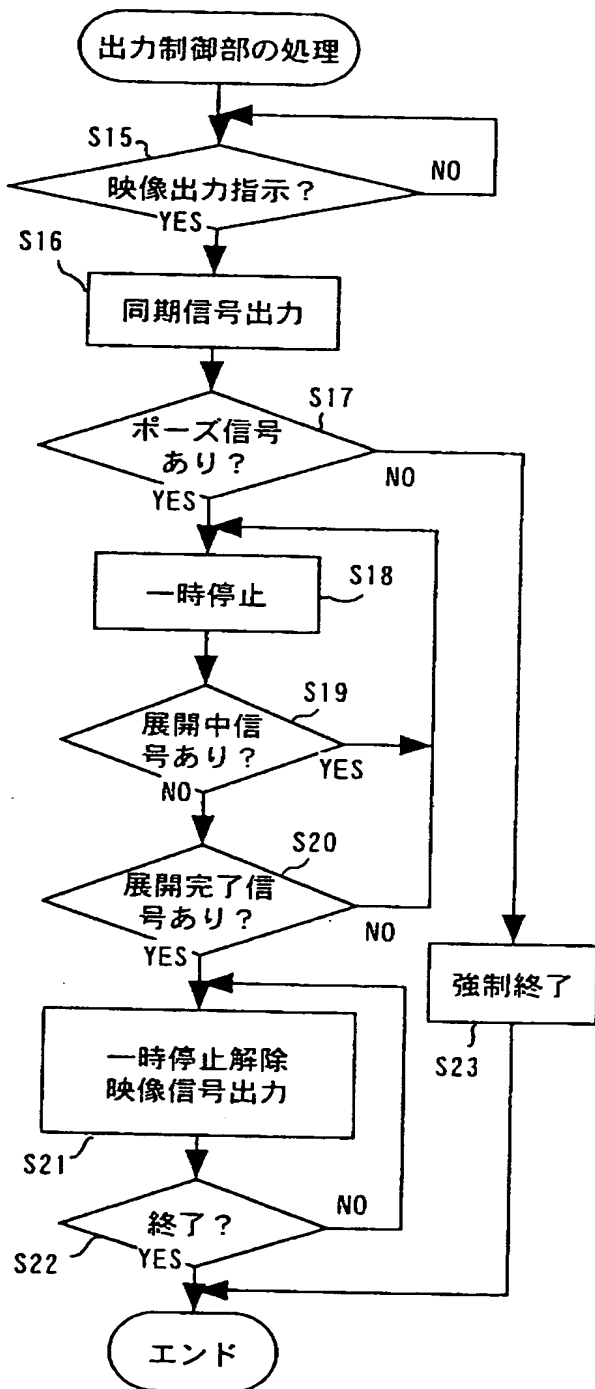 出力制御部の処理
S15
映像出力指示？
NO
YES
S16
同期信号出力
S17
ポーズ信号
あり？
NO
YES
一時停止
S18
S19
展開中信
号あり？
YES
NO
S20
展開完了信
号あり？
NO
YES
強制終了
S23
一時停止解除
映像信号出力
S21
終了？
NO
S22
YES
エンド